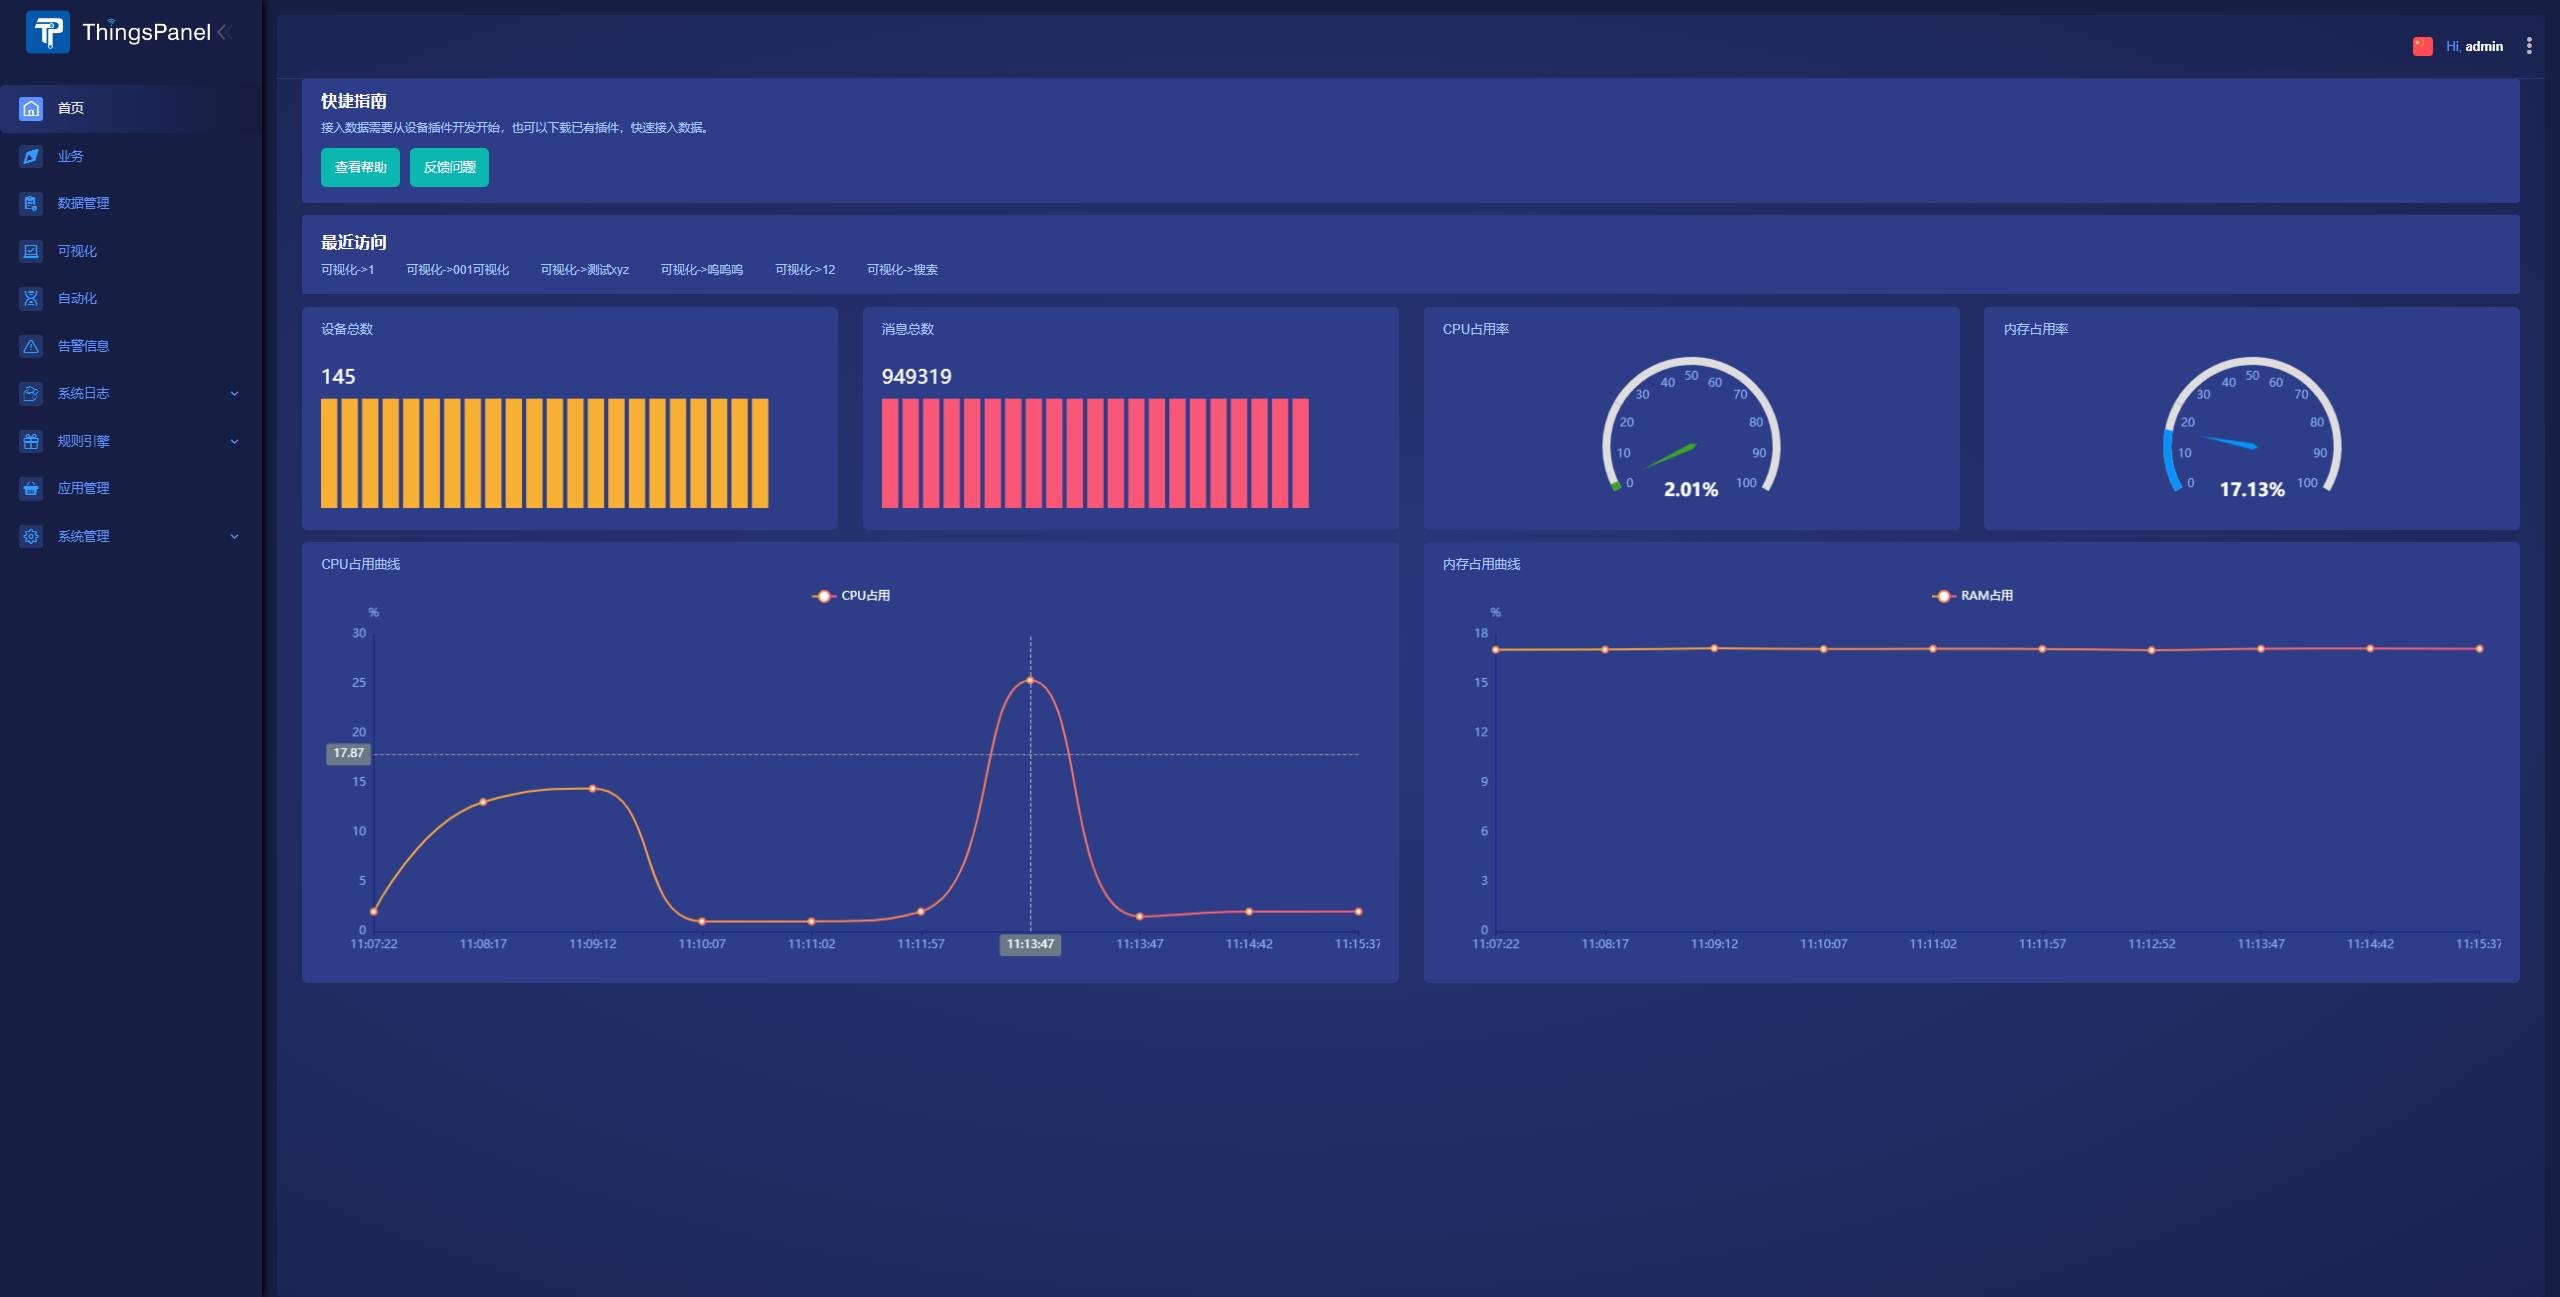 ThingsPanel
Hi, admin
首页
业务
数据管理
可视化
自动化
告警信息
系统日志
规则引擎
应用管理
系统管理
快捷指南
接入数据需要从设备插件开发开始，也可以下载已有插件，快速接入数据。
查看帮助 反馈问题
最近访问
可视化->1 可视化->001可视化 可视化->测试xyz 可视化->呜呜呜 可视化->12 可视化->搜索
设备总数
145
消息总数
949319
CPU占用率
0 10 20 30 40 50 60 70 80 90 100
2.01%
内存占用率
0 10 20 30 40 50 60 70 80 90 100
17.13%
CPU占用曲线
CPU占用
%
30
25
20
17.87
15
10
5
0
11:07:22 11:08:17 11:09:12 11:10:07 11:11:02 11:11:57 11:13:47 11:13:47 11:14:42 11:15:37
内存占用曲线
RAM占用
%
18
15
12
9
6
3
0
11:07:22 11:08:17 11:09:12 11:10:07 11:11:02 11:11:57 11:12:52 11:13:47 11:14:42 11:15:37